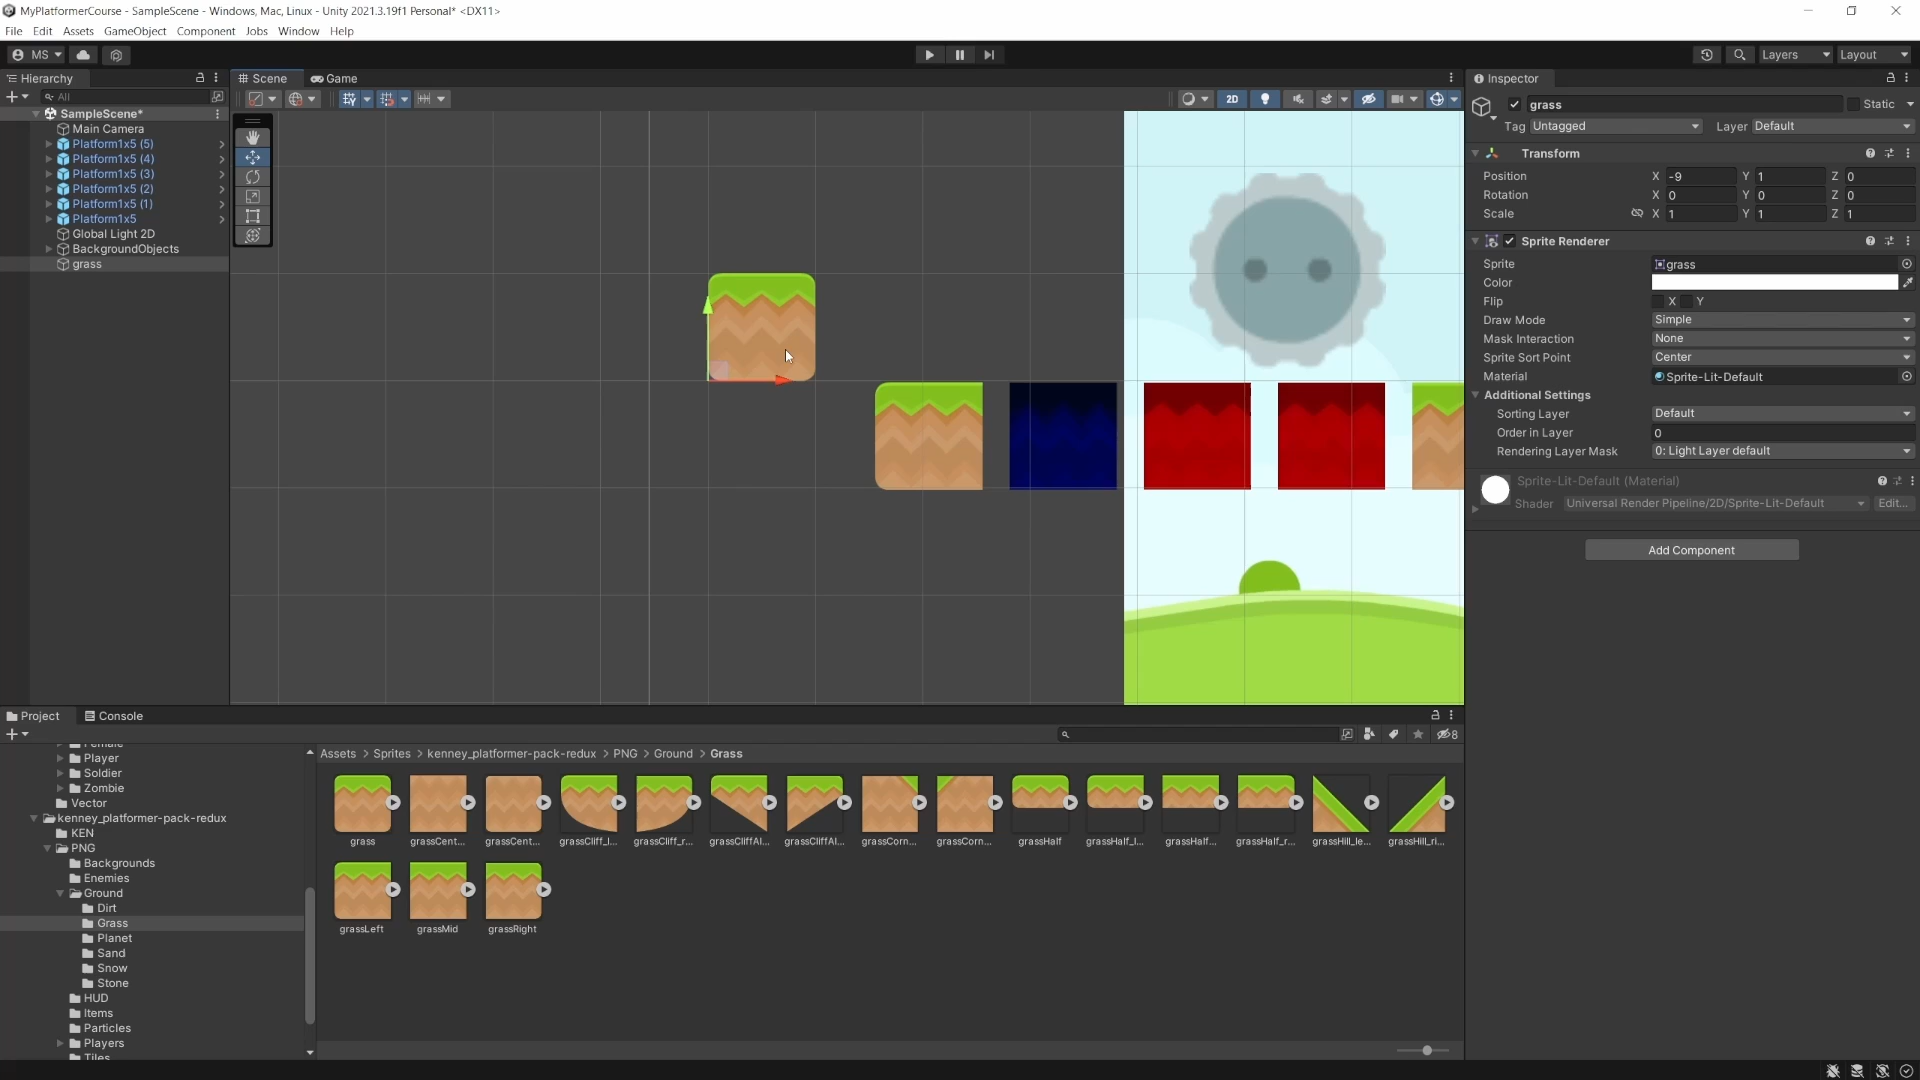 MyPlatformerCourse - SampleScene - Windows, Mac, Linux - Unity 2021.3.19f1 Personal* <DX11>
File Edit Assets GameObject Component Jobs Window Help
MS Layers Layout
Hierarchy Scene Game Inspector
All 2D
grass Static
SampleScene*
Main Camera
Platform1x5 (5)
Platform1x5 (4)
Platform1x5 (3)
Platform1x5 (2)
Platform1x5 (1)
Platform1x5
Global Light 2D
BackgroundObjects
grass
Tag Untagged Layer Default
Transform
Position X -9 Y 1 Z 0
Rotation X 0 Y 0 Z 0
Scale X 1 Y 1 Z 1
Sprite Renderer
Sprite grass
Color
Flip X Y
Draw Mode Simple
Mask Interaction None
Sprite Sort Point Center
Material Sprite-Lit-Default
Additional Settings
Sorting Layer Default
Order in Layer 0
Rendering Layer Mask 0: Light Layer default
Sprite-Lit-Default (Material)
Shader Universal Render Pipeline/2D/Sprite-Lit-Default Edit...
Add Component
Project Console
8
Assets > Sprites > kenney_platformer-pack-redux > PNG > Ground > Grass
Female
Player
Soldier
Zombie
Vector
kenney_platformer-pack-redux
KEN
PNG
Backgrounds
Enemies
Ground
Dirt
Grass
Planet
Sand
Snow
Stone
HUD
Items
Particles
Players
Tiles
grass grassCent... grassCent... grassCliff_l... grassCliff_r... grassCliffAl... grassCliffAl... grassCorn... grassCorn... grassHalf grassHalf_l... grassHalf... grassHalf_r... grassHill_le... grassHill_ri...
grassLeft grassMid grassRight